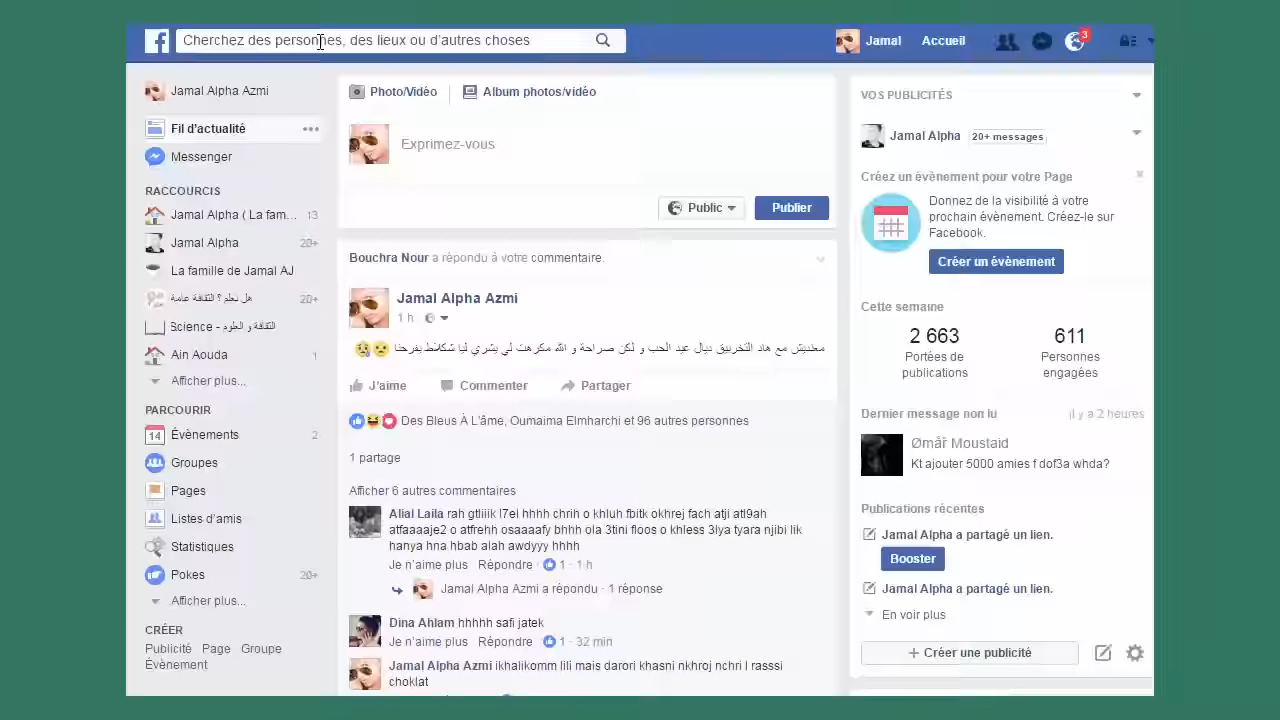 Cherchez des personnes, des lieux ou d'autres choses
Jamal
Accueil
3
Jamal Alpha Azmi
Fil d'actualité
Messenger
RACCOURCIS
Jamal Alpha ( La fam... 13
Jamal Alpha 20+
La famille de Jamal AJ
هل تعلم ؟ الثقافة عامة 20+
Science - الثقافة و العلوم
Ain Aouda 1
Afficher plus...
PARCOURIR
14 Évènements 2
Groupes
Pages
Listes d'amis
Statistiques
Pokes 20+
Afficher plus...
CRÉER
Publicité Page Groupe
Évènement
Photo/Vidéo
Album photos/vidéo
Exprimez-vous
Public
Publier
Bouchra Nour a répondu à votre commentaire.
Jamal Alpha Azmi
1 h
معنديش مع هاد التخربيق ديال عيد الحب و لكن صراحة و الله مكرهت لي يشري ليا شكلاط يفرحنا
J'aime
Commenter
Partager
Des Bleus À L'âme, Oumaima Elmharchi et 96 autres personnes
1 partage
Afficher 6 autres commentaires
Alial Laila rah gtliiik l7ei hhhh chrih o khluh fbitk okhrej fach atji atl9ah
atfaaaaje2 o atfrehh osaaaafy bhhh ola 3tini floos o khless 3lya tyara njibi lik
hanya hna hbab alah awdyyy hhhh
Je n'aime plus Répondre · 1 · 1 h
Jamal Alpha Azmi a répondu · 1 réponse
Dina Ahlam hhhhh safi jatek
Je n'aime plus Répondre · 1 · 32 min
Jamal Alpha Azmi ikhalikomm lili mais darori khasni nkhroj nchri l rasssi
choklat
VOS PUBLICITÉS
Jamal Alpha 20+ messages
Créez un évènement pour votre Page
Donnez de la visibilité à votre
prochain évènement. Créez-le sur
Facebook.
Créer un évènement
Cette semaine
2 663
Portées de
publications
611
Personnes
engagées
Dernier message non lu
il y a 2 heures
Ømâř Moustaid
Kt ajouter 5000 amies f dof3a whda?
Publications récentes
Jamal Alpha a partagé un lien.
Booster
Jamal Alpha a partagé un lien.
En voir plus
+ Créer une publicité